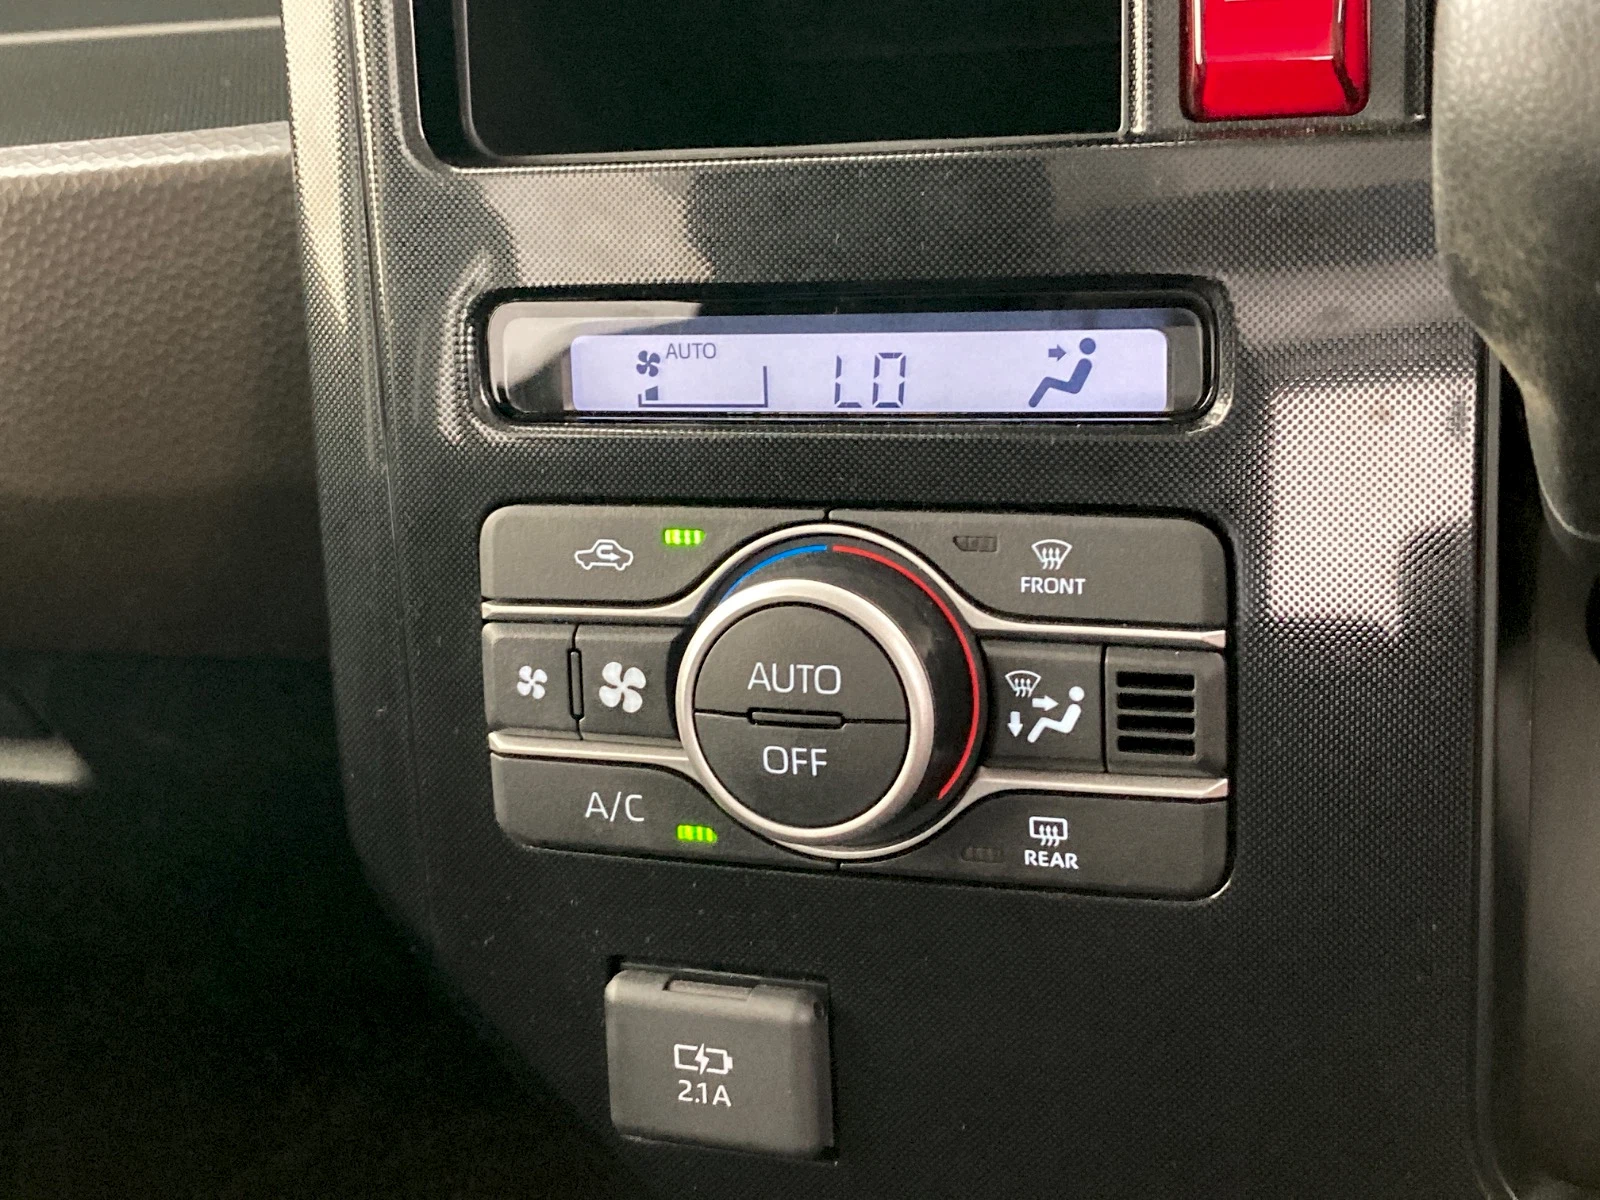 AUTO
LO
FRONT
AUTO
OFF
A/C
REAR
2.1A